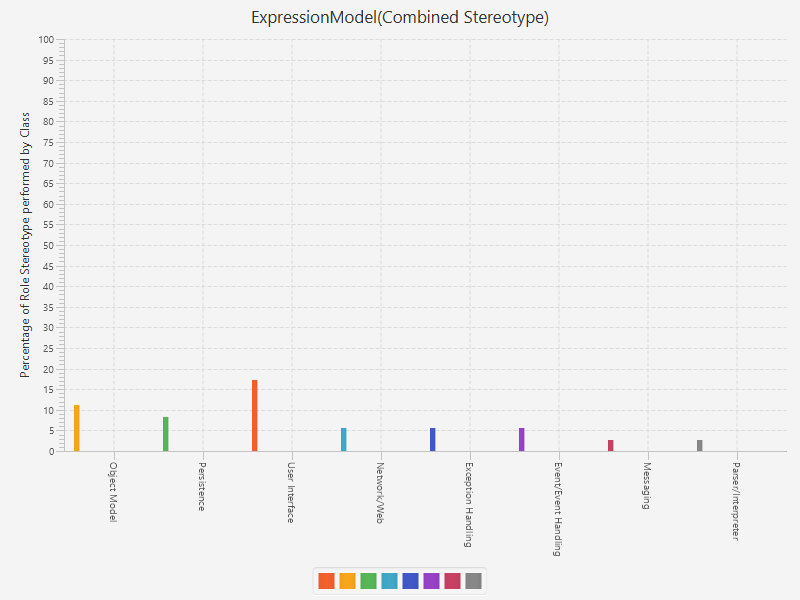 ExpressionModel(Combined Stereotype)
Percentage of Role Stereotype performed by Class
100
95
90
85
80
75
70
65
60
55
50
45
40
35
30
25
20
15
10
5
0
Object Model
Persistence
User Interface
Network/Web
Exception Handling
Event/Event Handling
Messaging
Parser/Interpreter